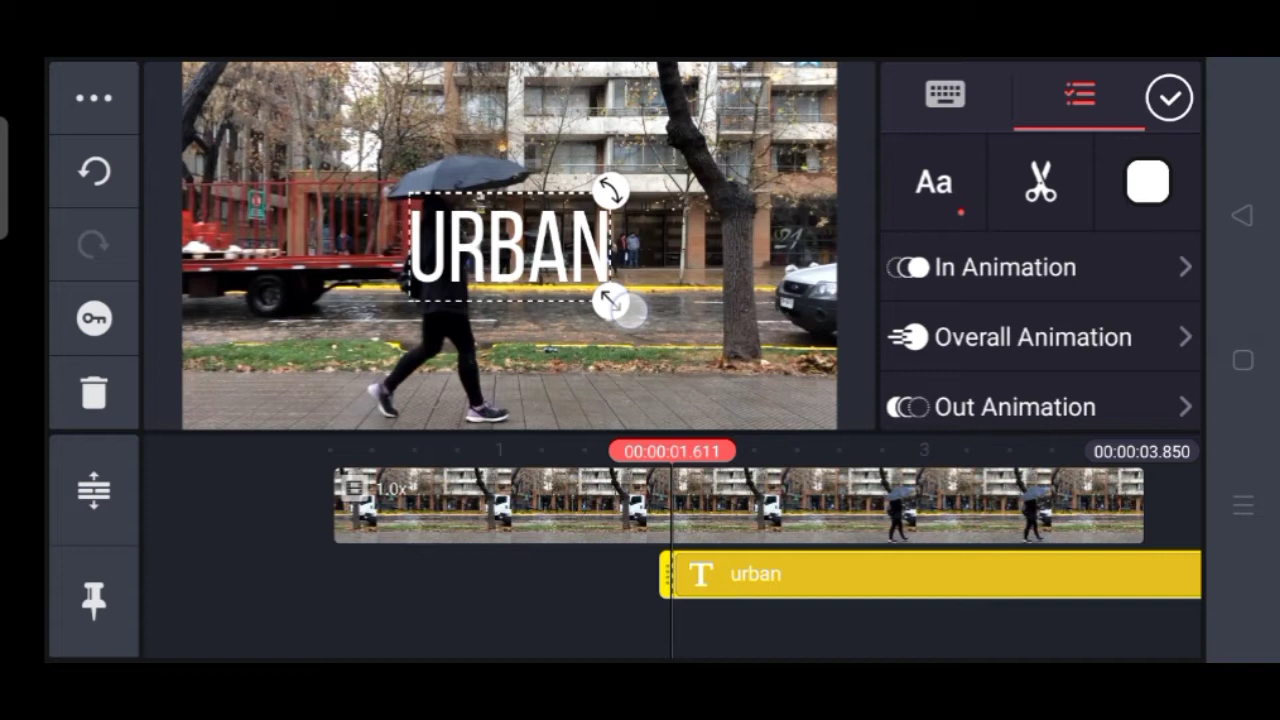 URBAN
Aa
In Animation
Overall Animation
Out Animation
1
00:00:01.611
3
00:00:03.850
1.0x
T urban